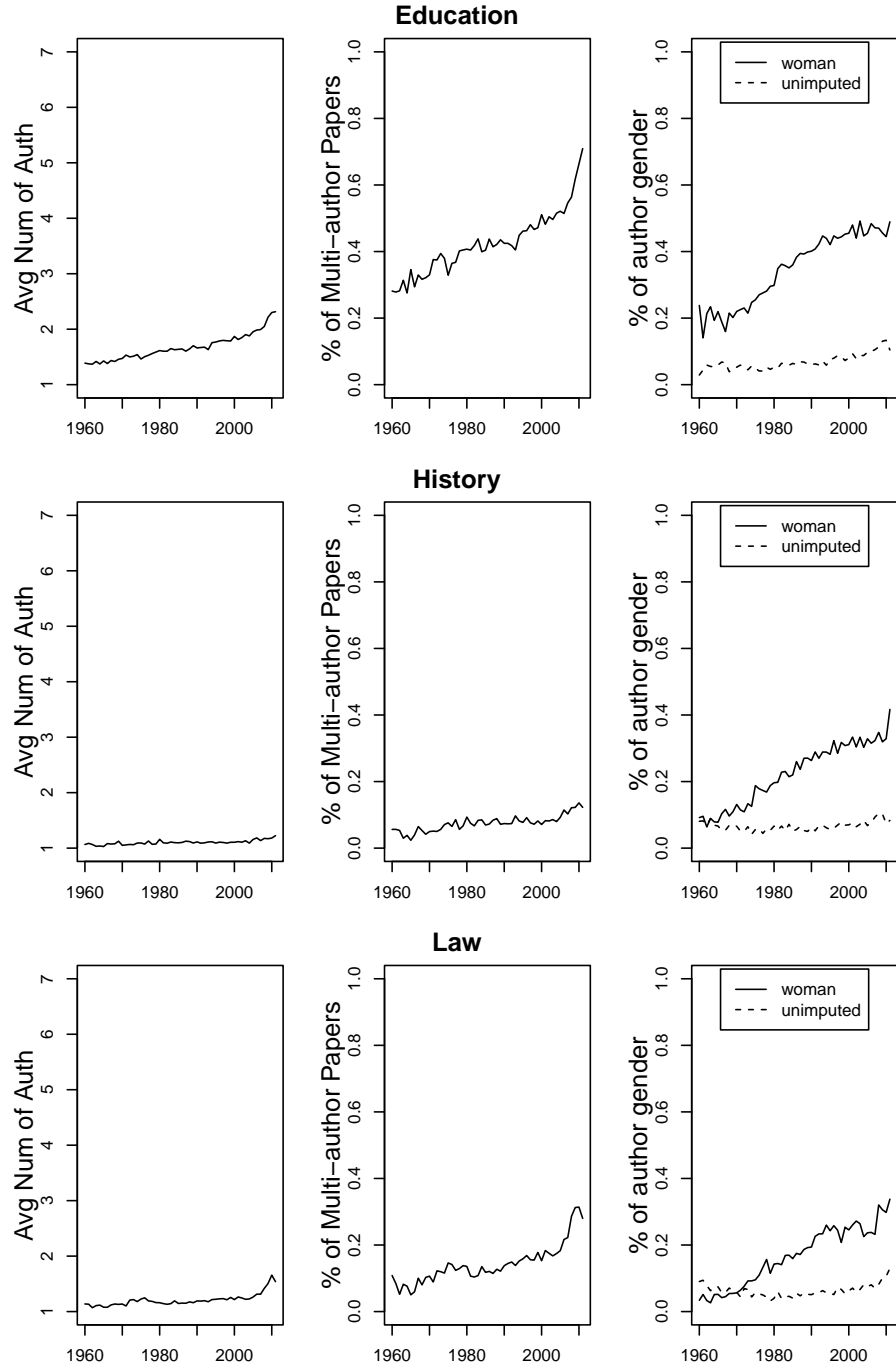 Education
Avg Num of Auth
1 2 3 4 5 6 7
1960 1980 2000
% of Multi−author Papers
0.0 0.2 0.4 0.6 0.8 1.0
1960 1980 2000
% of author gender
0.0 0.2 0.4 0.6 0.8 1.0
1960 1980 2000
woman
unimputed
History
Avg Num of Auth
1 2 3 4 5 6 7
1960 1980 2000
% of Multi−author Papers
0.0 0.2 0.4 0.6 0.8 1.0
1960 1980 2000
% of author gender
0.0 0.2 0.4 0.6 0.8 1.0
1960 1980 2000
woman
unimputed
Law
Avg Num of Auth
1 2 3 4 5 6 7
1960 1980 2000
% of Multi−author Papers
0.0 0.2 0.4 0.6 0.8 1.0
1960 1980 2000
% of author gender
0.0 0.2 0.4 0.6 0.8 1.0
1960 1980 2000
woman
unimputed